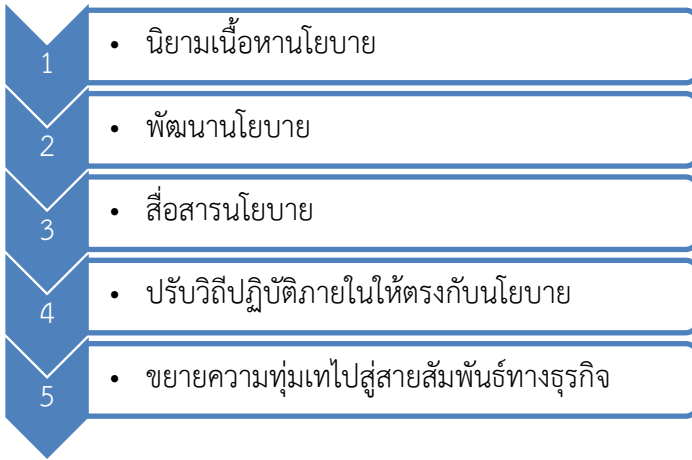 1
• นิยามเนื้อหานโยบาย
2
• พัฒนานโยบาย
3
• สื่อสารนโยบาย
4
• ปรับวิถีปฏิบัติภายในให้ตรงกับนโยบาย
5
• ขยายความทุ่มเทไปสู่สายสัมพันธ์ทางธุรกิจ